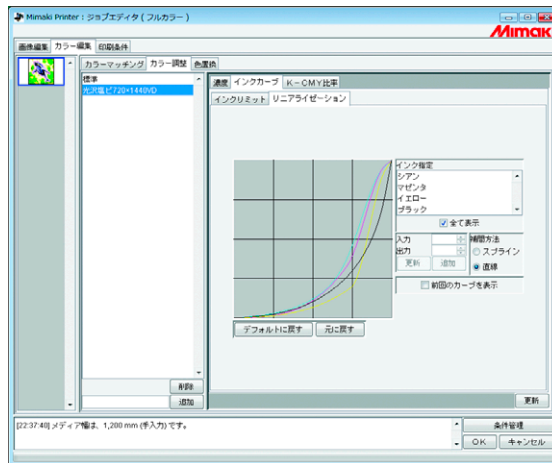 Mimaki Printer : ジョブエディタ ( フルカラー )
Mimaki
画像編集 カラー編集 印刷条件
カラーマッチング カラー調整 色置換
標準
光沢塩ビ720×1440VD
濃度 インクカーブ K－CMY比率
インクリミット リニアライゼーション
インク指定
シアン
マゼンタ
イエロー
ブラック
全て表示
入力
出力
更新 追加
補間方法
スプライン
直線
前回のカーブを表示
デフォルトに戻す 元に戻す
削除
追加
更新
[22:37:40] メディア幅は、1,200 mm (手入力) です。
条件管理
OK キャンセル